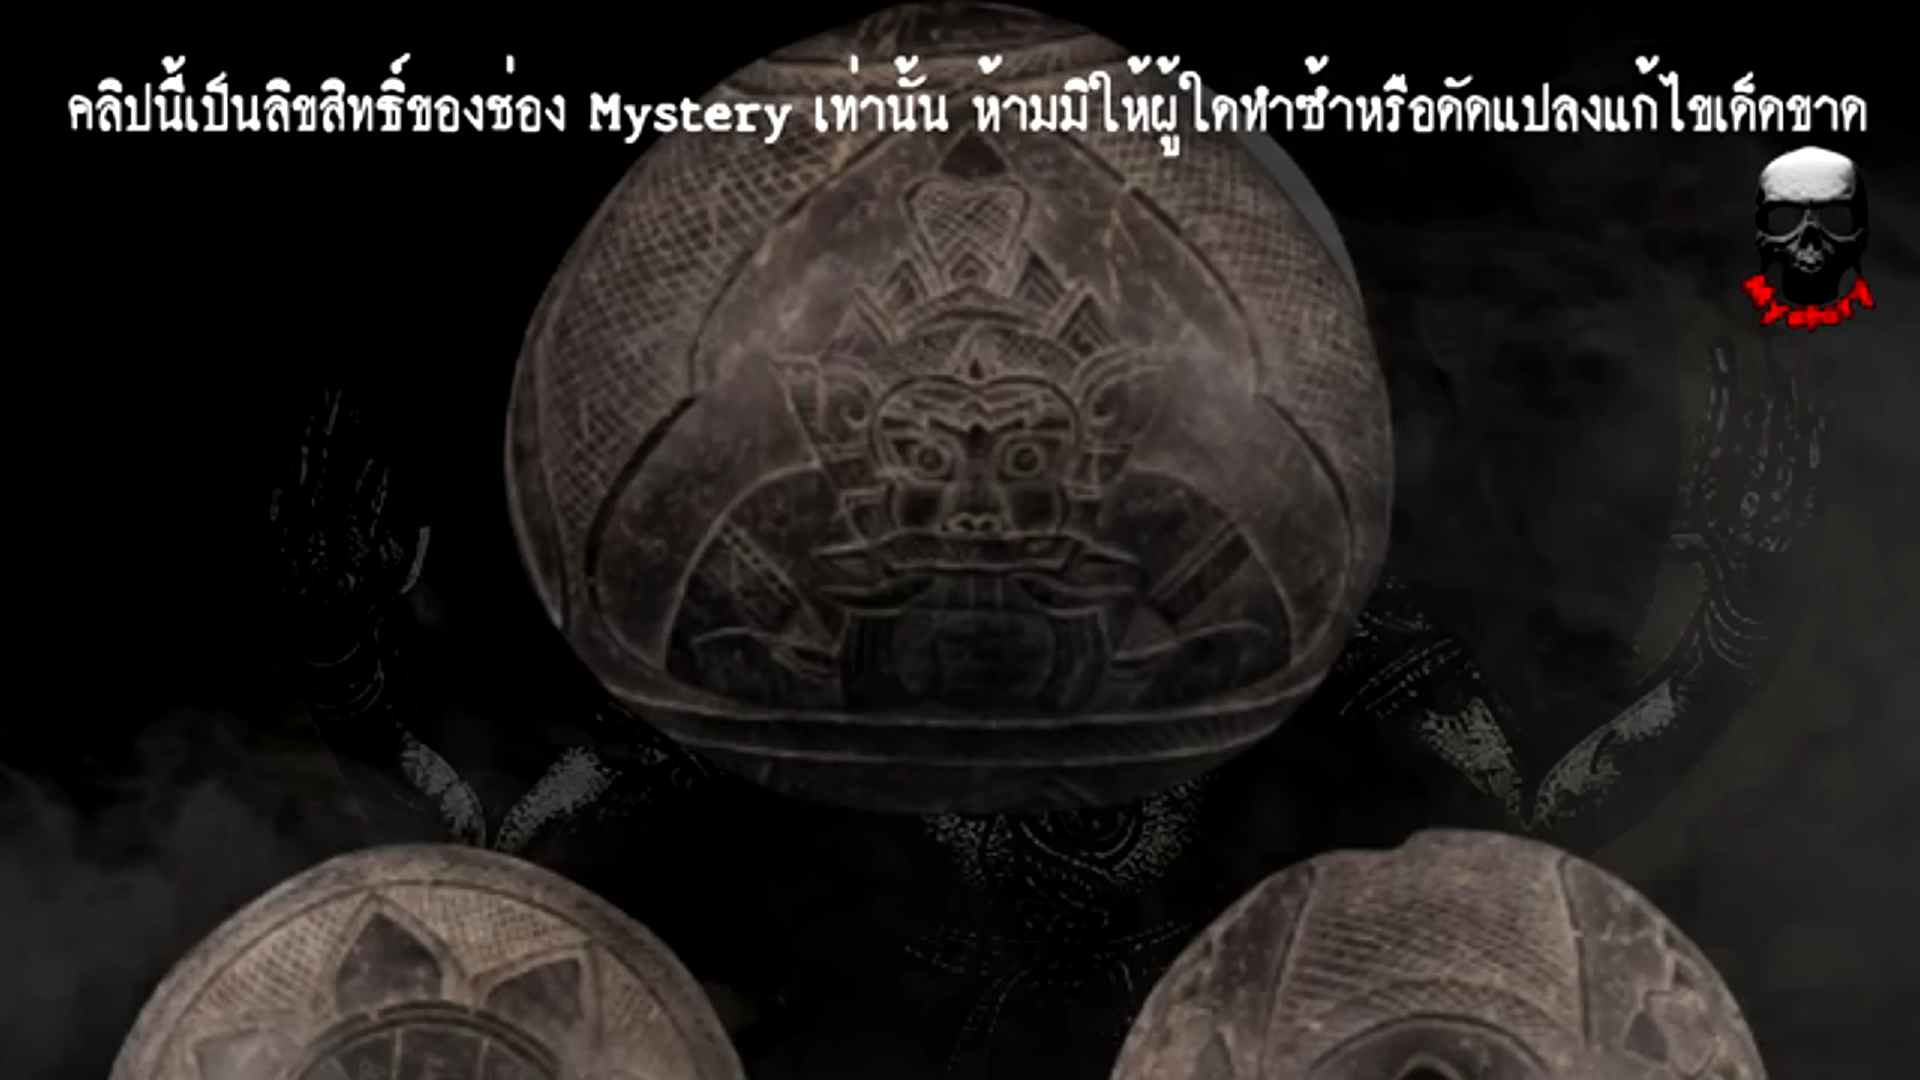 คลิปนี้เป็นลิขสิทธิ์ของช่อง Mystery เท่านั้น ห้ามมิให้ผู้ใดทำซ้ำหรือดัดแปลงแก้ไขเด็ดขาด